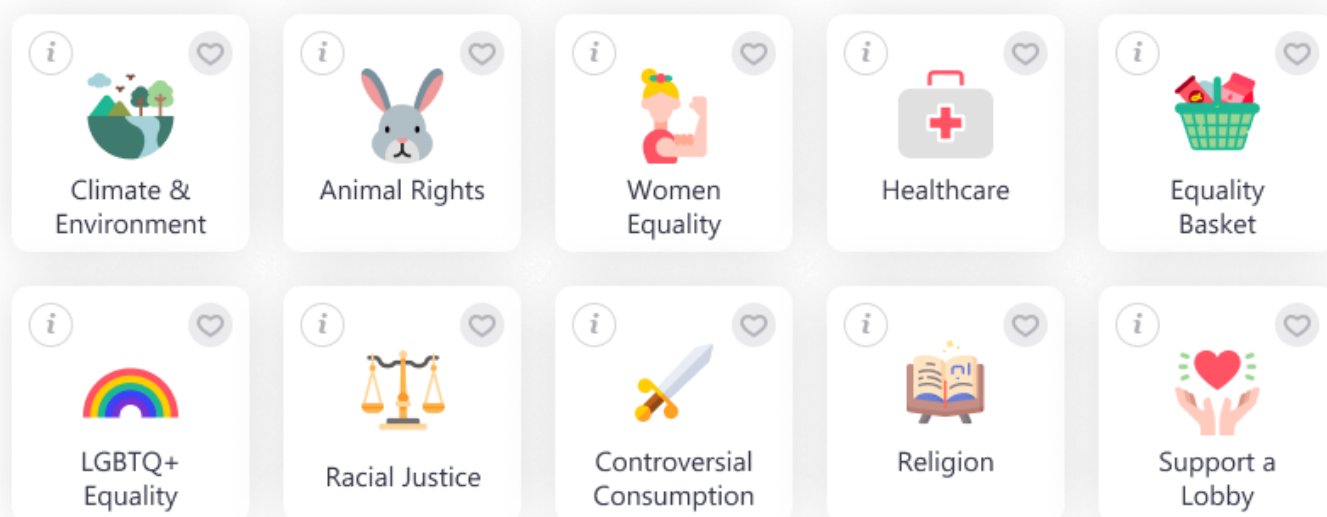 i
i
i
i
i
Climate &
Environment
Animal Rights
Women
Equality
Healthcare
Equality
Basket
i
i
i
i
i
LGBTQ+
Equality
Racial Justice
Controversial
Consumption
Religion
Support a
Lobby